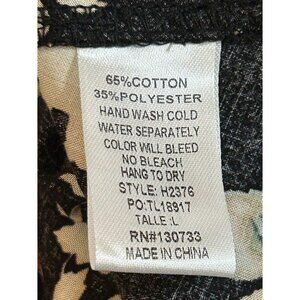 65%COTTON
35%POLYESTER
HAND WASH COLD
WATER SEPARATELY
COLOR WILL BLEED
NO BLEACH
HANG TO DRY
STYLE: H2376
PO:TL16917
TALLE :L
RN#130733
MADE IN CHINA